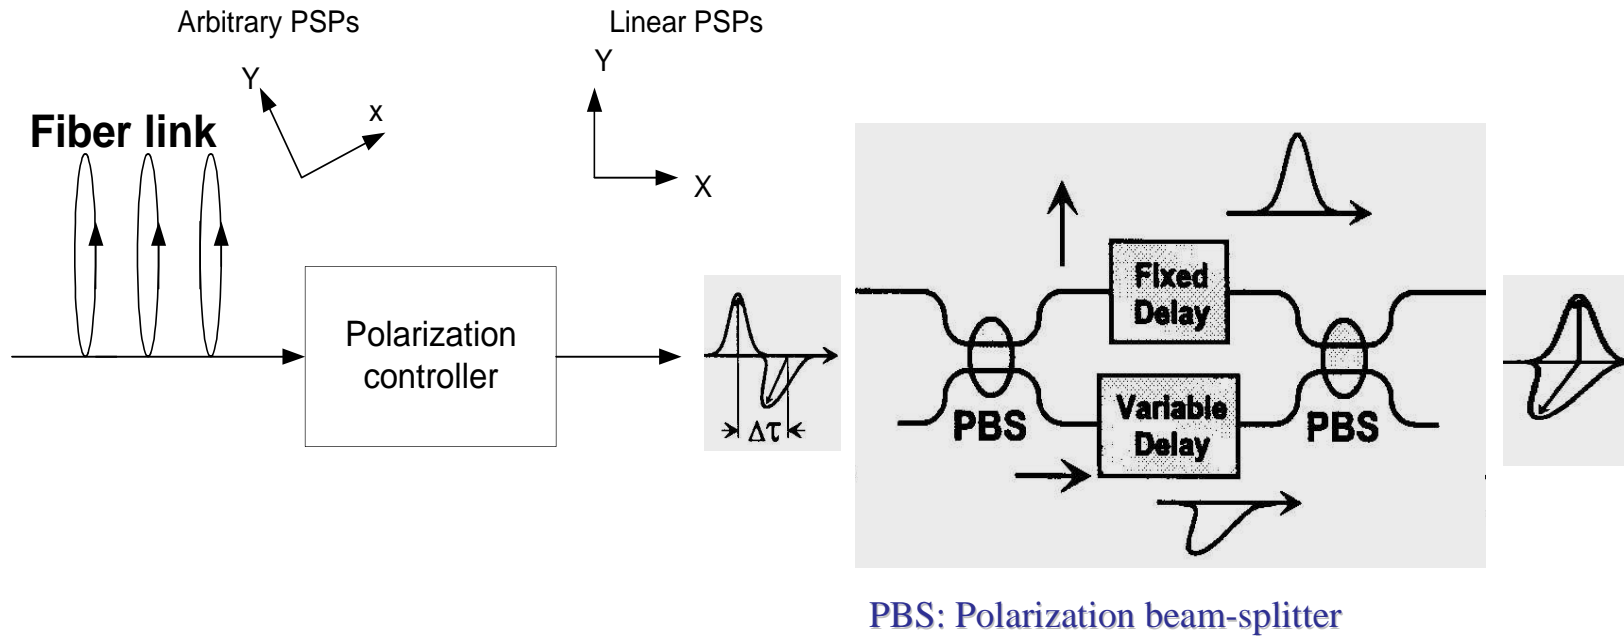 Arbitrary PSPs
Linear PSPs
Y
x
Y
X
Fiber link
Polarization
controller
Δτ
Fixed
Delay
PBS
Variable
Delay
PBS
PBS: Polarization beam-splitter